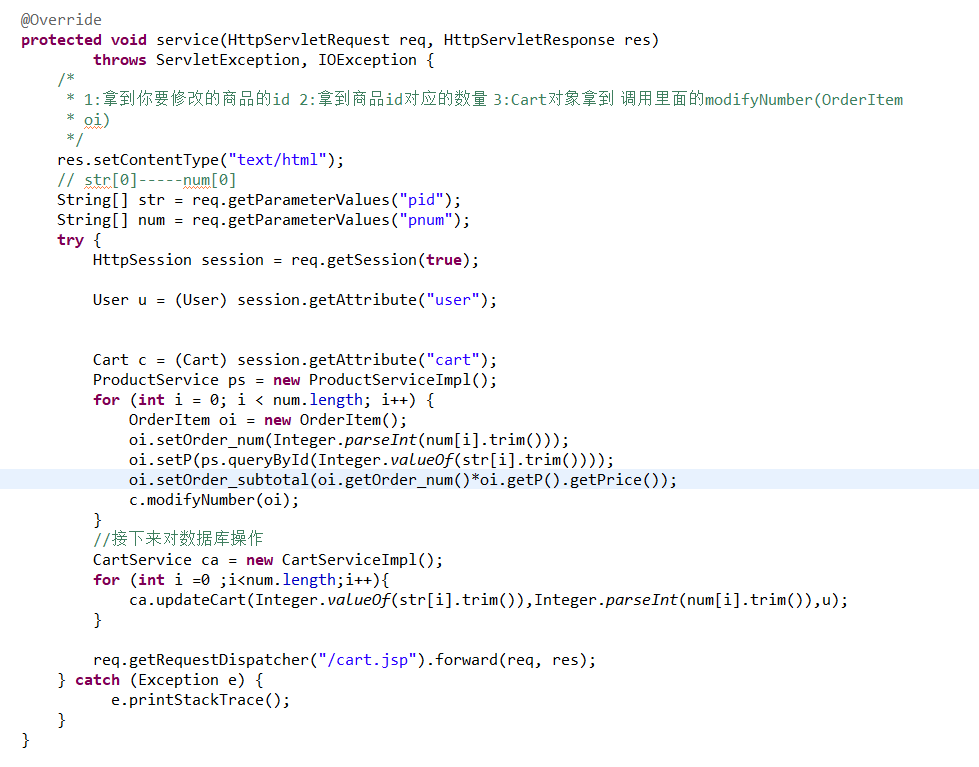 @Override
protected void service(HttpServletRequest req, HttpServletResponse res)
throws ServletException, IOException {
/*
* 1:拿到你要修改的商品的id 2:拿到商品id对应的数量 3:Cart对象拿到 调用里面的modifyNumber(OrderItem
* oi)
*/
res.setContentType("text/html");
// str[0]-----num[0]
String[] str = req.getParameterValues("pid");
String[] num = req.getParameterValues("pnum");
try {
HttpSession session = req.getSession(true);
User u = (User) session.getAttribute("user");
Cart c = (Cart) session.getAttribute("cart");
ProductService ps = new ProductServiceImpl();
for (int i = 0; i < num.length; i++) {
OrderItem oi = new OrderItem();
oi.setOrder_num(Integer.parseInt(num[i].trim()));
oi.setP(ps.queryById(Integer.valueOf(str[i].trim())));
oi.setOrder_subtotal(oi.getOrder_num()*oi.getP().getPrice());
c.modifyNumber(oi);
}
//接下来对数据库操作
CartService ca = new CartServiceImpl();
for (int i =0 ;i<num.length;i++){
ca.updateCart(Integer.valueOf(str[i].trim()),Integer.parseInt(num[i].trim()),u);
}
req.getRequestDispatcher("/cart.jsp").forward(req, res);
} catch (Exception e) {
e.printStackTrace();
}
}